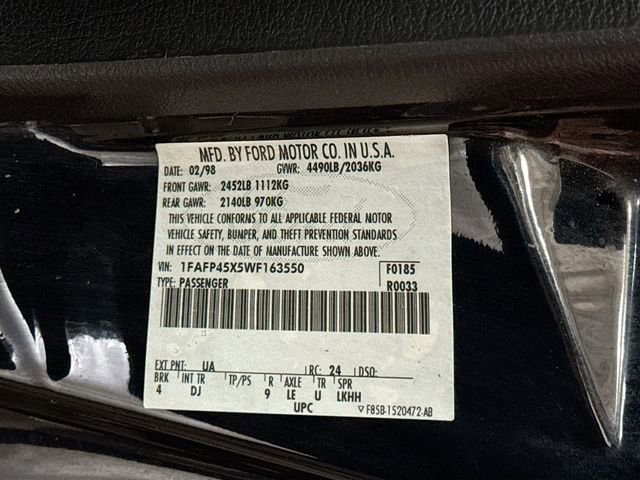 MFD. BY FORD MOTOR CO. IN U.S.A.
DATE: 02/98 GVWR: 4490LB/2036KG
FRONT GAWR: 2452LB 1112KG
REAR GAWR: 2140LB 970KG
THIS VEHICLE CONFORMS TO ALL APPLICABLE FEDERAL MOTOR
VEHICLE SAFETY, BUMPER, AND THEFT PREVENTION STANDARDS
IN EFFECT ON THE DATE OF MANUFACTURE SHOWN ABOVE.
VIN: 1FAFP45X5WF163550 F0185
TYPE: PASSENGER R0033
EXT PNT: UA RC: 24 DSO:
BRK INT TR TP/PS R AXLE TR SPR
4 DJ 9 LE U LKHH
UPC F85B-1520472-AB